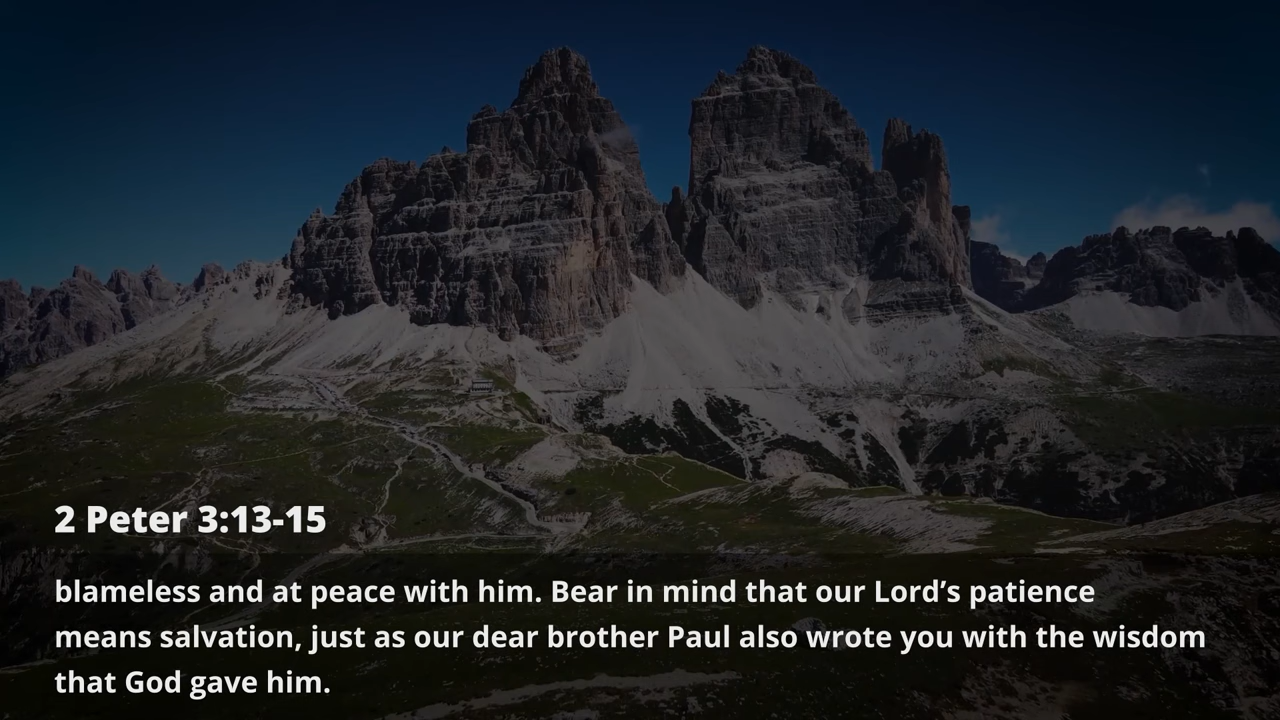 2 Peter 3:13-15
blameless and at peace with him. Bear in mind that our Lord’s patience
means salvation, just as our dear brother Paul also wrote you with the wisdom
that God gave him.